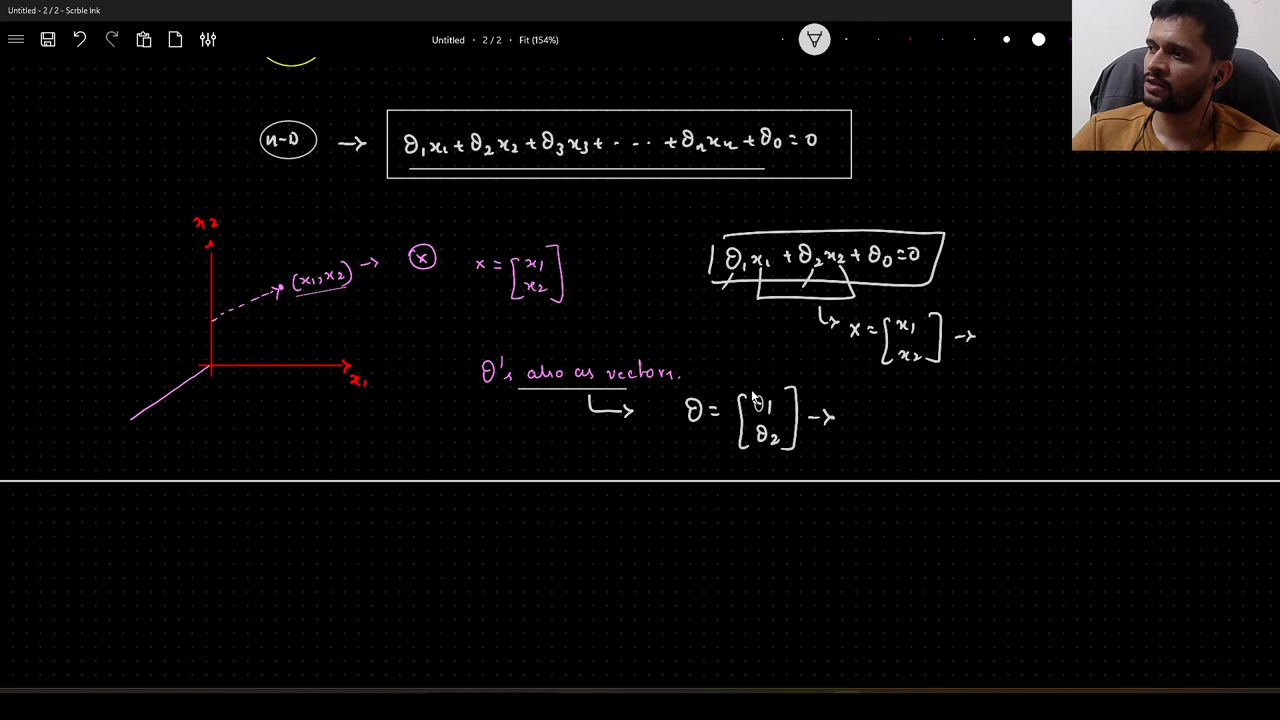 Untitled - 2 / 2 - Scrble Ink
Untitled • 2 / 2 • Fit (154%)
n-D → θ₁x₁ + θ₂x₂ + θ₃x₃ + · · · · + θₙxₙ + θ₀ = 0
x2
(x₁, x₂) → x
x = [x₁
x₂]
x₁
θ₁x₁ + θ₂x₂ + θ₀ = 0
↳ x = [x₁
x₂] →
θ's also as vectors.
↳ θ = [θ₁
θ₂] →